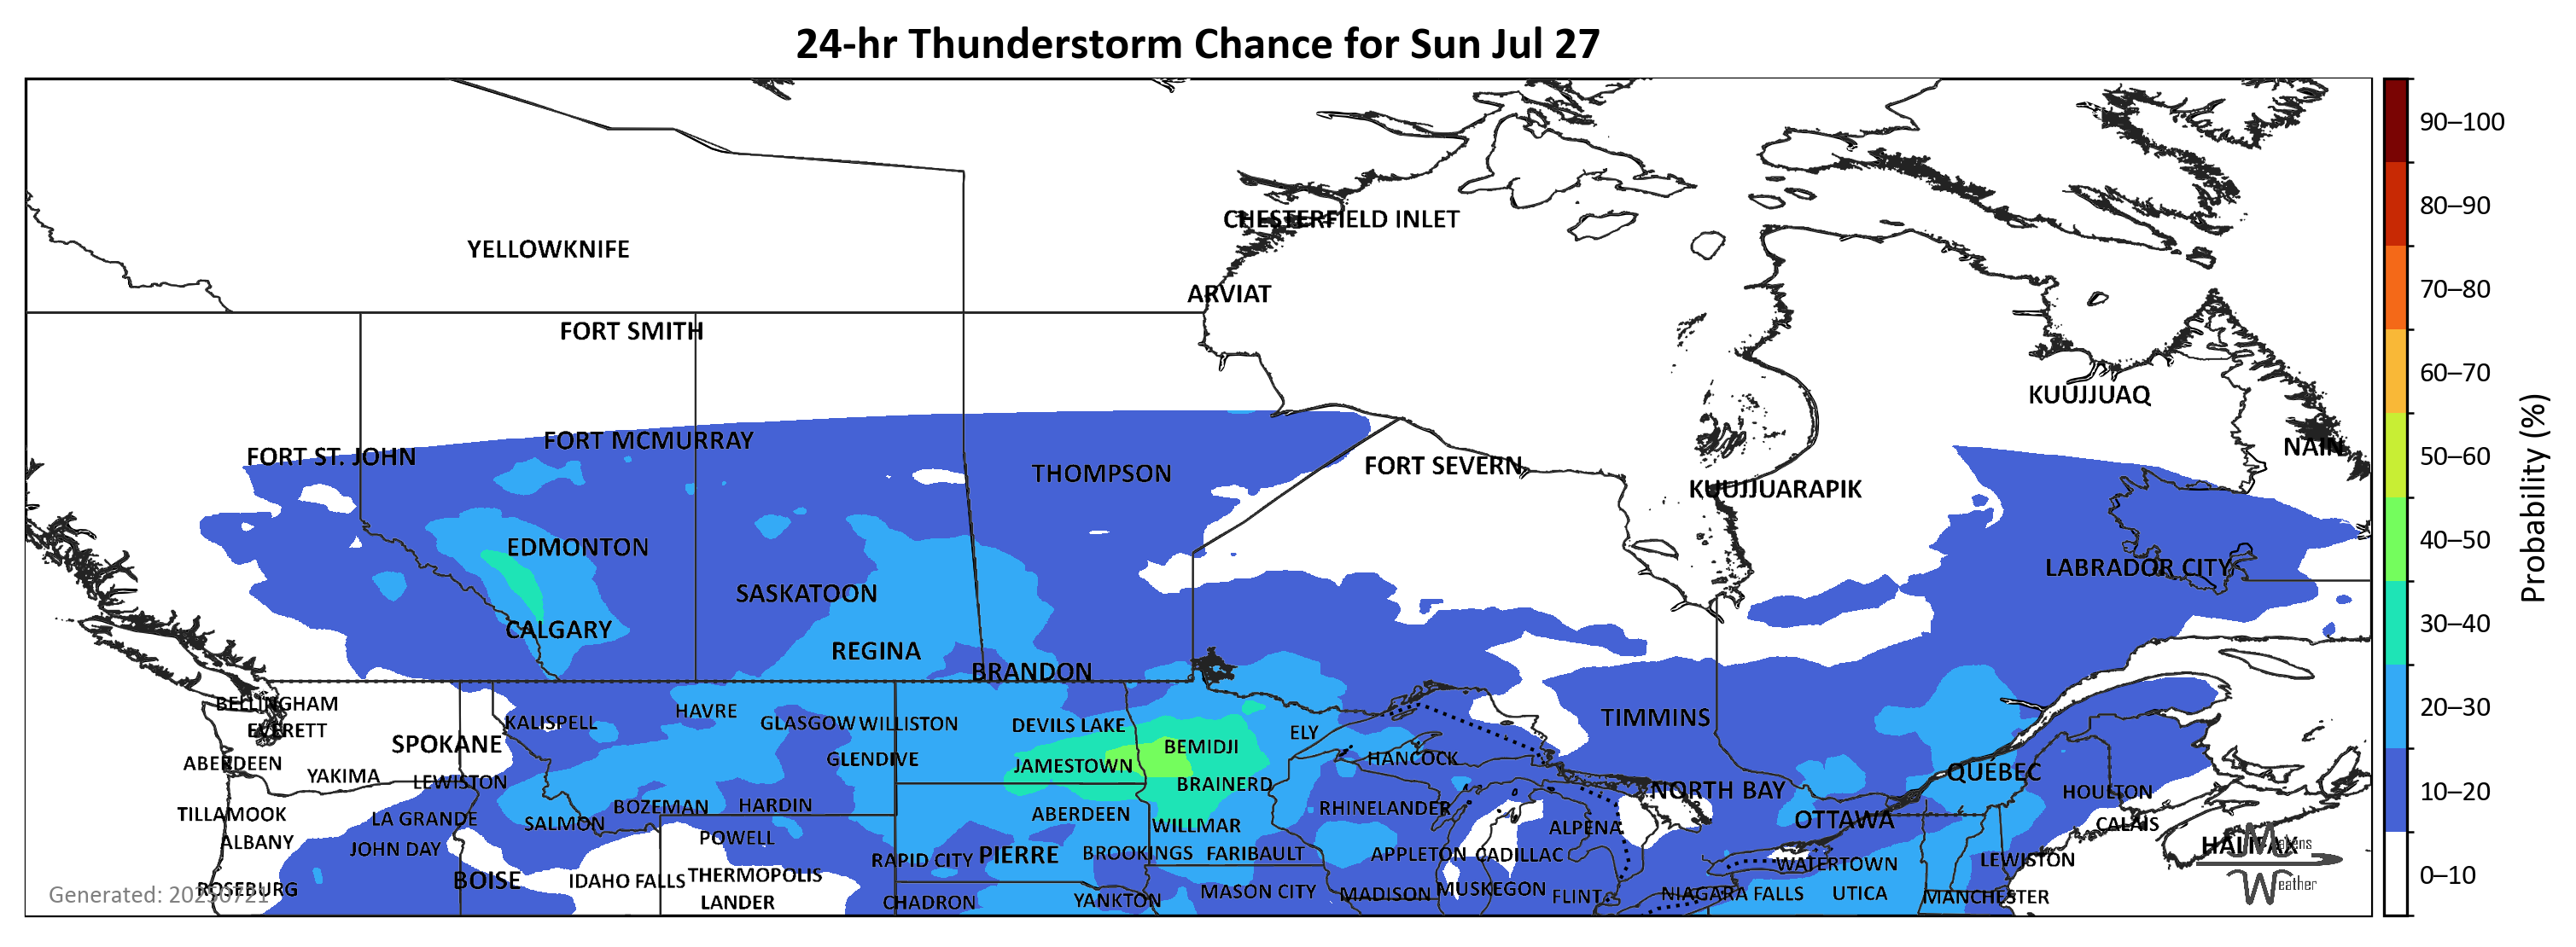 24-hr Thunderstorm Chance for Sun Jul 27
90–100
80–90
CHESTERFIELD INLET
YELLOWKNIFE
70–80
ARVIAT
FORT SMITH
60–70
KUUJJUAQ
FORT MCMURRAY
NAIN
50–60
FORT ST. JOHN
FORT SEVERN
THOMPSON
KUUJJUARAPIK
Probability (%)
40–50
EDMONTON
LABRADOR CITY
SASKATOON
30–40
CALGARY
REGINA
BRANDON
BELLINGHAM
20–30
HAVRE
TIMMINS
KALISPELL
GLASGOW
WILLISTON
DEVILS LAKE
EVERETT
ELY
SPOKANE
BEMIDJI
GLENDIVE
HANCOCK
ABERDEEN
JAMESTOWN
QUÉBEC
YAKIMA
LEWISTON
BRAINERD
NORTH BAY
HOULTON
10–20
BOZEMAN
HARDIN
RHINELANDER
TILLAMOOK
ABERDEEN
LA GRANDE
OTTAWA
SALMON
WILLMAR
ALPENA
CALAIS
POWELL
ALBANY
HALIFAX
Makens
JOHN DAY
BROOKINGS
FARIBAULT
APPLETON
CADILLAC
PIERRE
RAPID CITY
LEWISTON
WATERTOWN
THERMOPOLIS
0–10
BOISE
IDAHO FALLS
Weather
ROSEBURG
MUSKEGON
MASON CITY
MADISON
NIAGARA FALLS
UTICA
Generated: 20250721
FLINT
MANCHESTER
YANKTON
LANDER
CHADRON